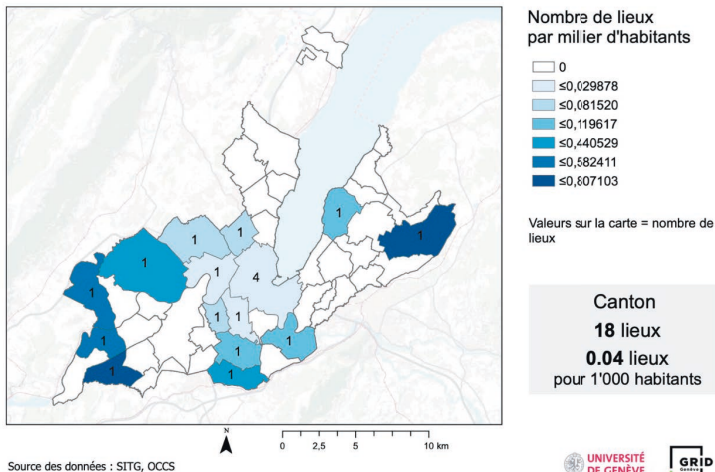 Nombre de lieux
par milier d'habitants
0
≤0,029878
≤0,081520
≤0,119617
≤0,440529
≤0,582411
≤0,807103
Valeurs sur la carte = nombre de
lieux
1
1
1
1
1
1
4
1
1
1
1
1
1
1
1
Canton
18 lieux
0.04 lieux
pour 1'000 habitants
N
0 2,5 5 10 km
Source des données : SITG, OCCS
UNIVERSITÉ
DE GENÈVE
GRID
Genève